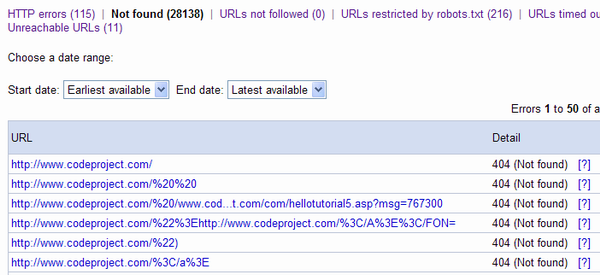 HTTP errors (115) | Not found (28138) | URLs not followed (0) | URLs restricted by robots.txt (216) | URLs timed ou
Unreachable URLs (11)
Choose a date range:
Start date: Earliest available End date: Latest available
Errors 1 to 50 of a
URL Detail
http://www.codeproject.com/ 404 (Not found) [?]
http://www.codeproject.com/%20%20 404 (Not found) [?]
http://www.codeproject.com/%20/www.cod...t.com/com/hellotutorial5.asp?msg=767300 404 (Not found) [?]
http://www.codeproject.com/%22%3Ehttp://www.codeproject.com/%3C/A%3E%3C/FON= 404 (Not found) [?]
http://www.codeproject.com/%22) 404 (Not found) [?]
http://www.codeproject.com/%3C/a%3E 404 (Not found) [?]